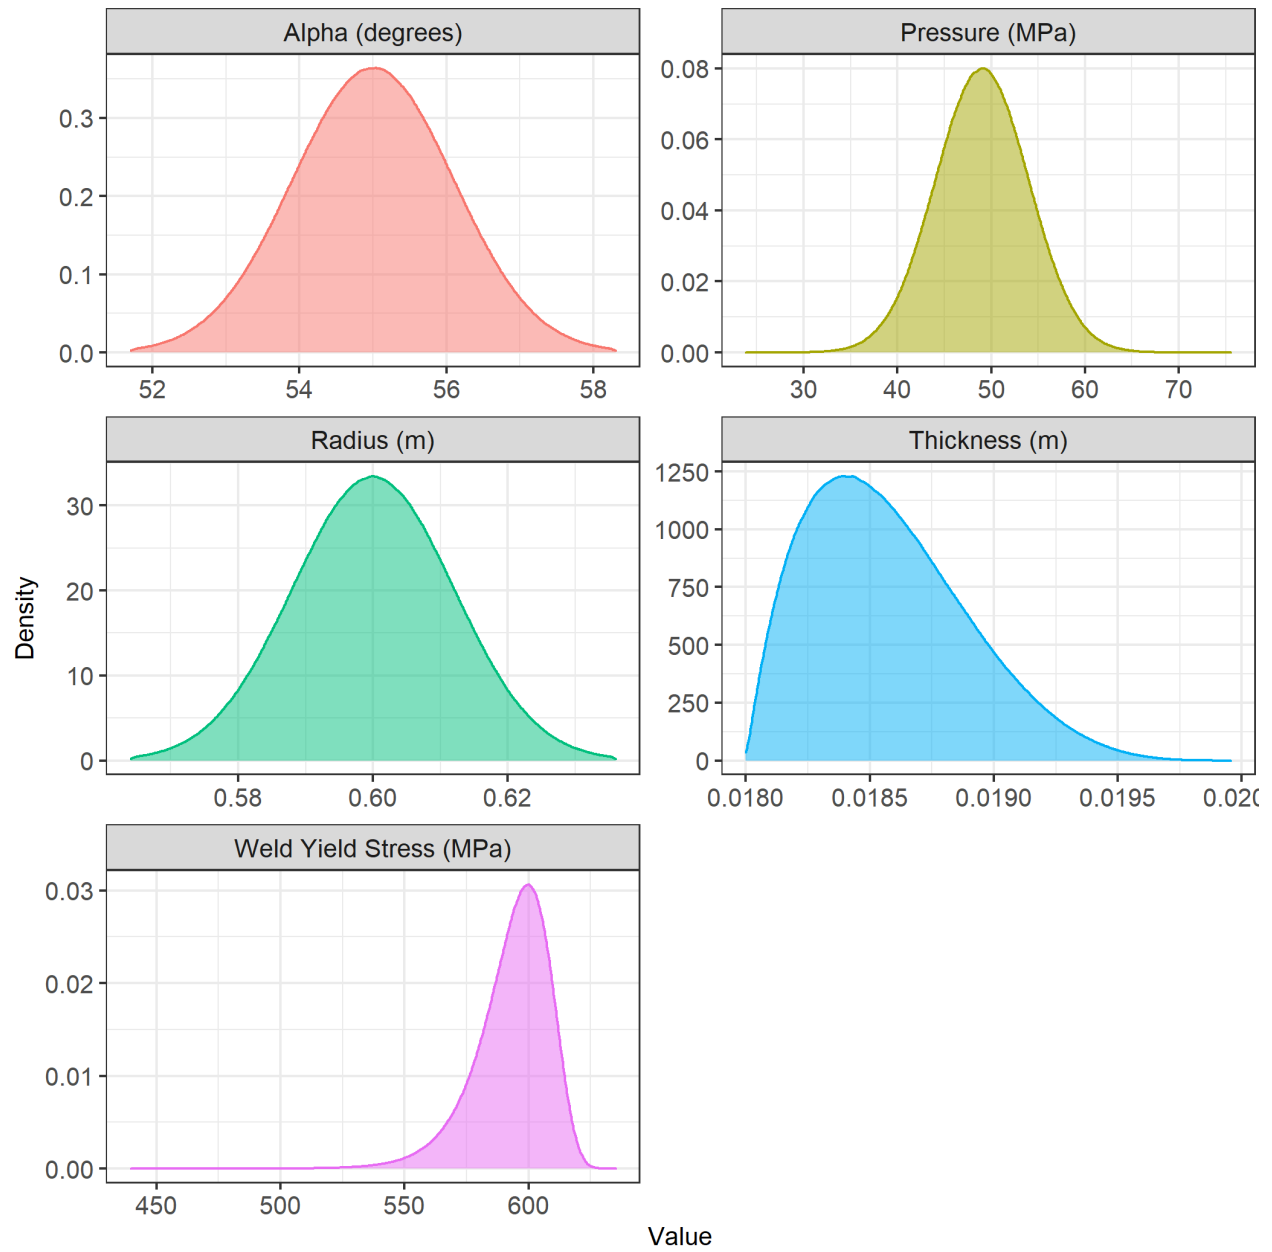 Alpha (degrees)
Pressure (MPa)
0.3
0.2
0.1
0.0
52 54 56 58
0.08
0.06
0.04
0.02
0.00
30 40 50 60 70
Radius (m)
Thickness (m)
30
20
10
0
0.58 0.60 0.62
1250
1000
750
500
250
0
0.0180 0.0185 0.0190 0.0195 0.020
Weld Yield Stress (MPa)
0.03
0.02
0.01
0.00
450 500 550 600
Density
Value